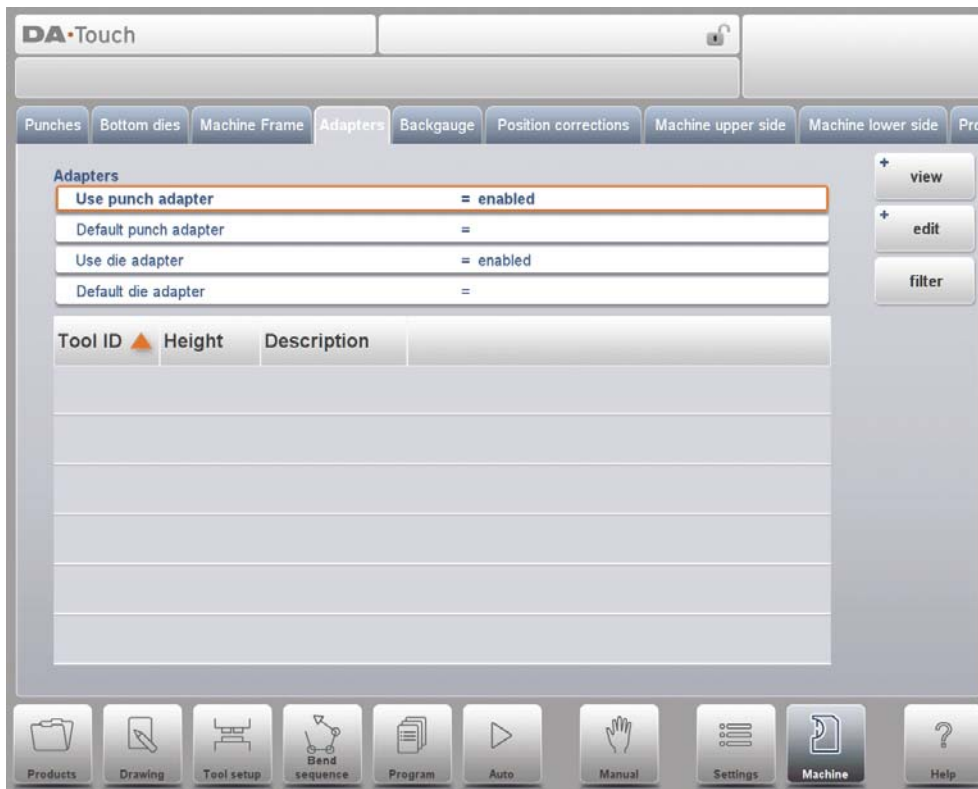 DA·Touch
Punches Bottom dies Machine Frame Adapters Backgauge Position corrections Machine upper side Machine lower side Pro
Adapters
Use punch adapter = enabled
Default punch adapter =
Use die adapter = enabled
Default die adapter =
+ view
+ edit
filter
Tool ID Height Description
Products Drawing Tool setup Bend sequence Program Auto Manual Settings Machine Help